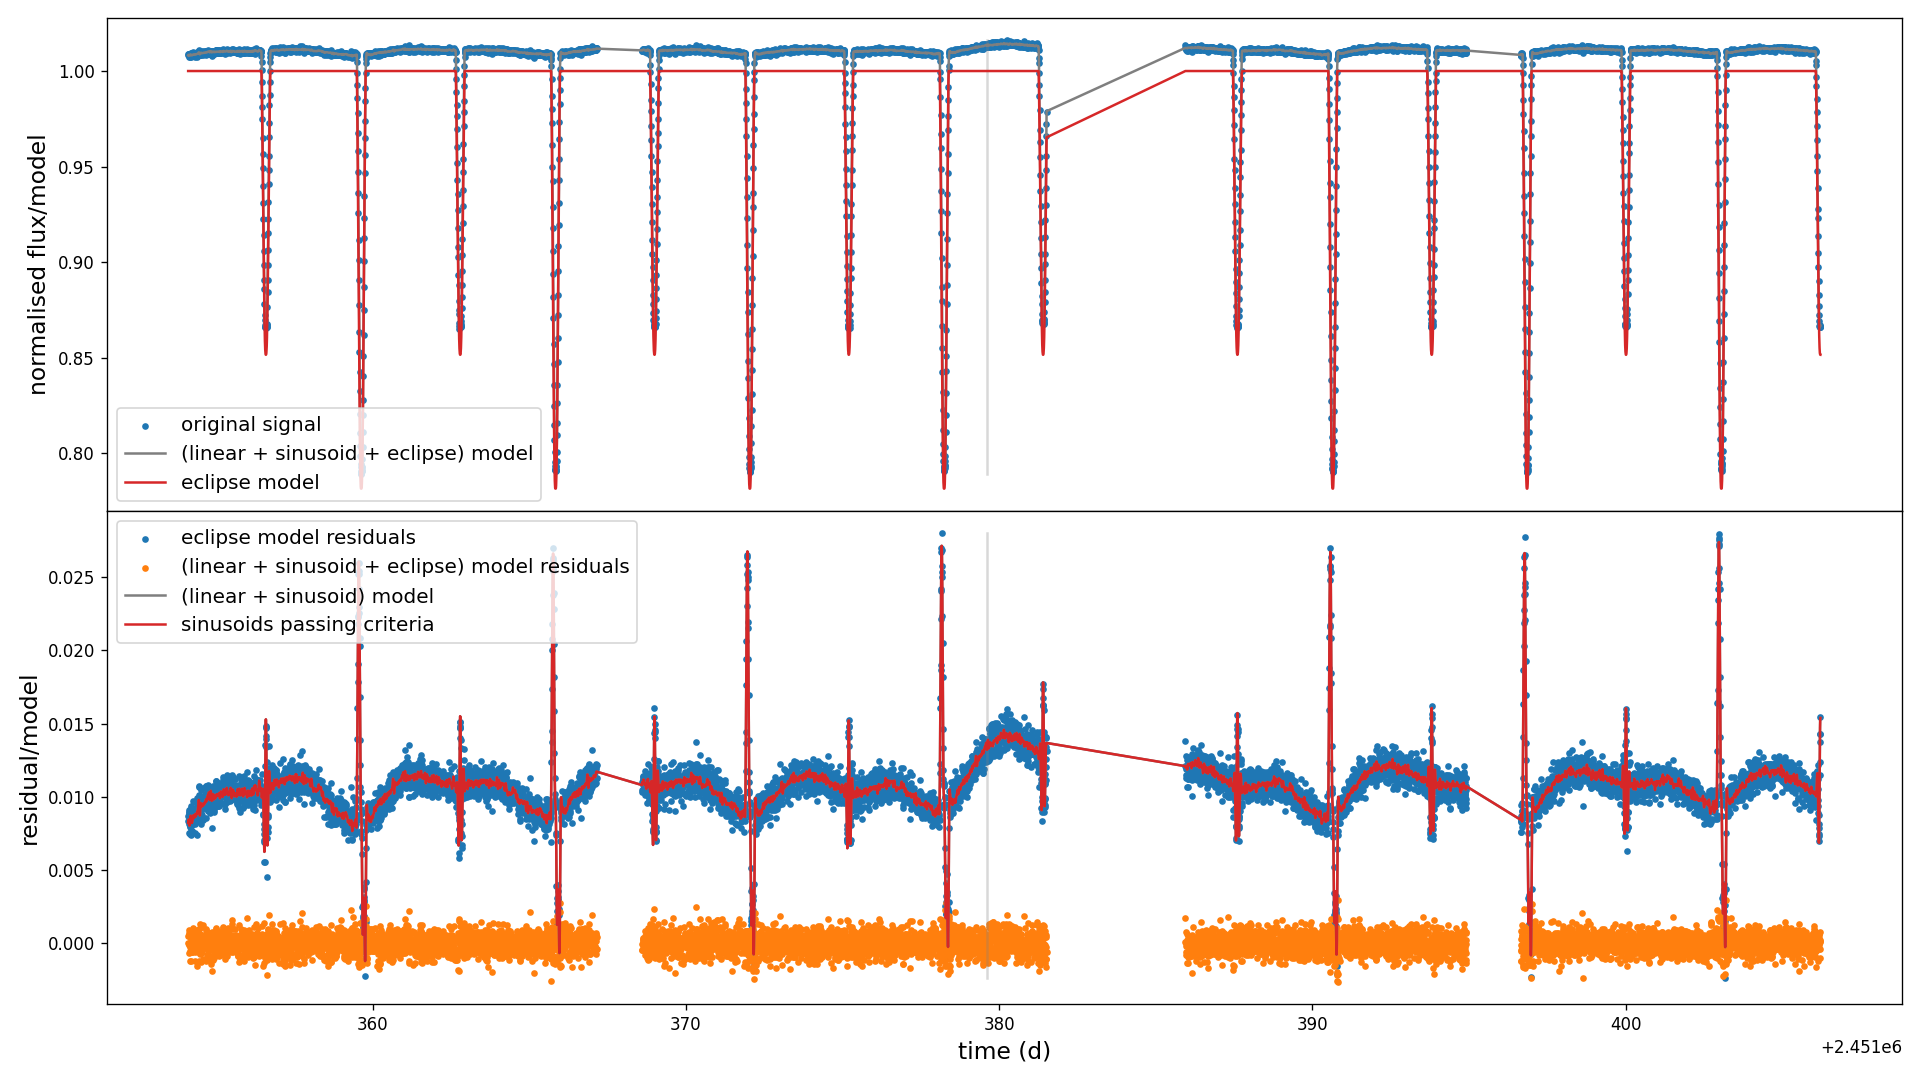 normalised flux/model
1.00
0.95
0.90
0.85
0.80
original signal
(linear + sinusoid + eclipse) model
eclipse model
residual/model
0.025
0.020
0.015
0.010
0.005
0.000
eclipse model residuals
(linear + sinusoid + eclipse) model residuals
(linear + sinusoid) model
sinusoids passing criteria
360
370
380
390
400
time (d)
+2.451e6